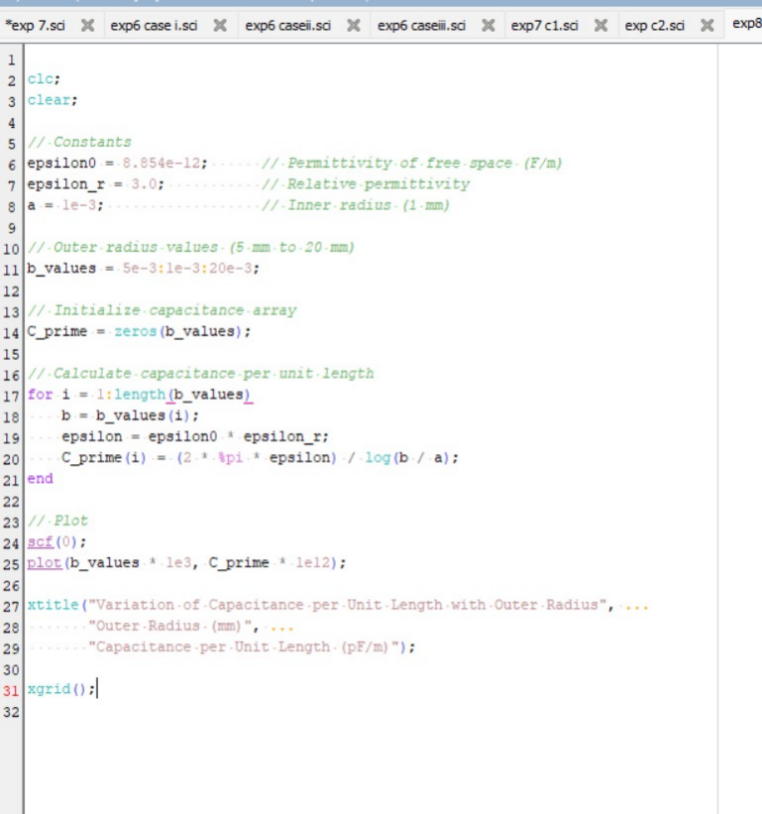 *exp 7.sci exp6 case i.sci exp6 caseii.sci exp6 caseiii.sci exp7 c1.sci exp c2.sci exp8
1
2 clc;
3 clear;
4
5 // Constants
6 epsilon0 = 8.854e-12; // Permittivity of free space (F/m)
7 epsilon_r = 3.0; // Relative permittivity
8 a = 1e-3; // Inner radius (1 mm)
9
10 // Outer radius values (5 mm to 20 mm)
11 b_values = 5e-3:1e-3:20e-3;
12
13 // Initialize capacitance array
14 C_prime = zeros(b_values);
15
16 // Calculate capacitance per unit length
17 for i = 1:length(b_values)
18 b = b_values(i);
19 epsilon = epsilon0 * epsilon_r;
20 C_prime(i) = (2 * %pi * epsilon) / log(b / a);
21 end
22
23 // Plot
24 scf(0);
25 plot(b_values * 1e3, C_prime * 1e12);
26
27 xtitle("Variation of Capacitance per Unit Length with Outer Radius", ...
28 "Outer Radius (mm)", ...
29 "Capacitance per Unit Length (pF/m)");
30
31 xgrid();
32